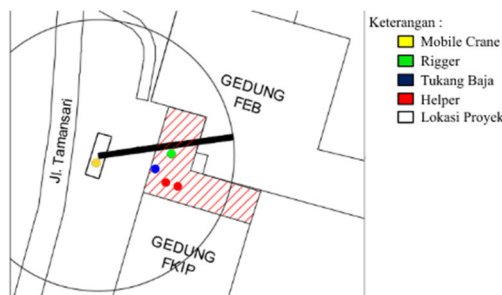 Keterangan :
Mobile Crane
Rigger
Tukang Baja
Helper
Lokasi Proyek
GEDUNG
FEB
Jl. Tamansari
GEDUNG
FKIP